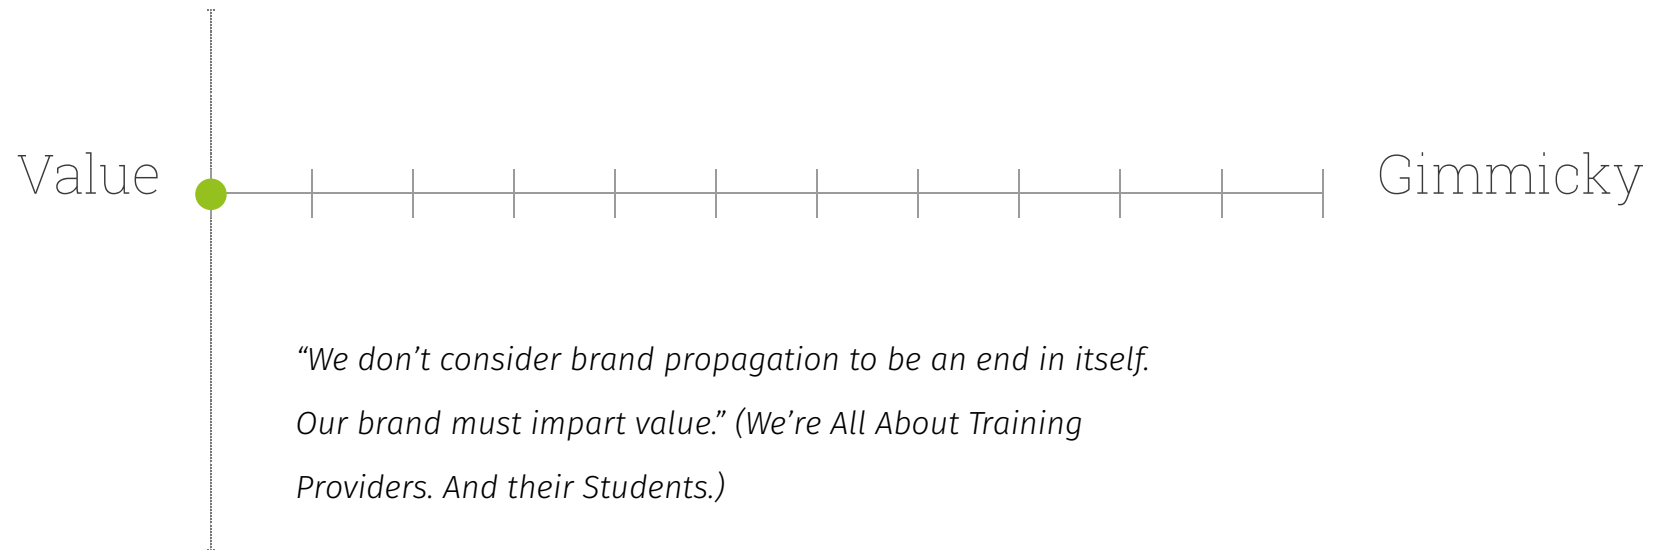 Value
Gimmicky
“We don’t consider brand propagation to be an end in itself.
Our brand must impart value.” (We’re All About Training
Providers. And their Students.)